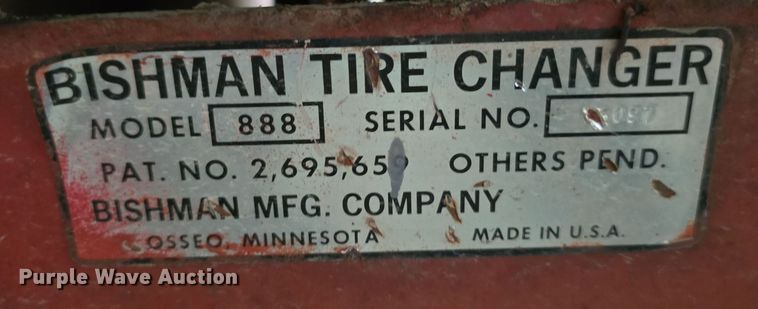 BISHMAN TIRE CHANGER
MODEL 888 SERIAL NO.
PAT. NO. 2,695,659 OTHERS PEND.
BISHMAN MFG. COMPANY
OSSEO, MINNESOTA MADE IN U.S.A.
Purple Wave Auction